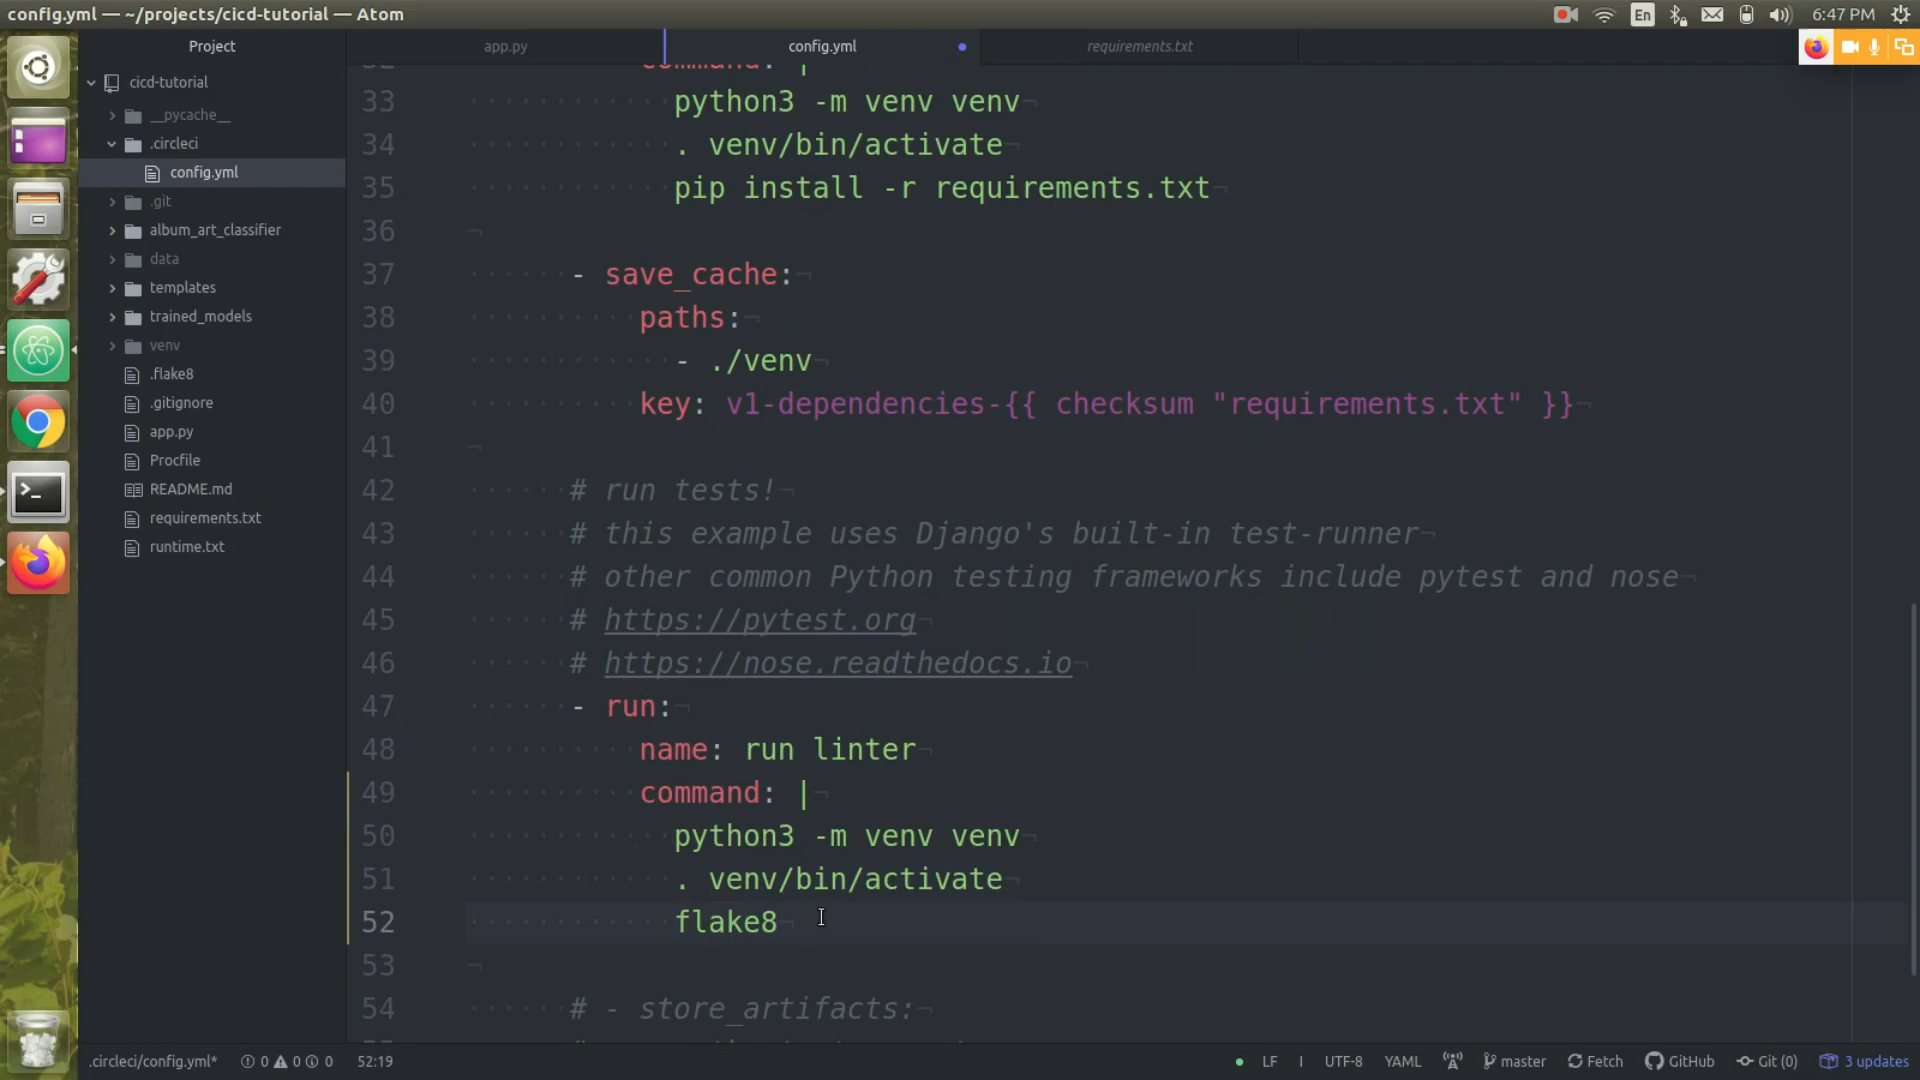 config.yml — ~/projects/cicd-tutorial — Atom
En
6:47 PM
Project
app.py
config.yml
requirements.txt
cicd-tutorial
__pycache__
.circleci
config.yml
.git
album_art_classifier
data
templates
trained_models
venv
.flake8
.gitignore
app.py
Procfile
README.md
requirements.txt
runtime.txt
32 command: |
33 python3 -m venv venv
34 . venv/bin/activate
35 pip install -r requirements.txt
36
37 - save_cache:
38 paths:
39 - ./venv
40 key: v1-dependencies-{{ checksum "requirements.txt" }}
41
42 # run tests!
43 # this example uses Django's built-in test-runner
44 # other common Python testing frameworks include pytest and nose
45 # https://pytest.org
46 # https://nose.readthedocs.io
47 - run:
48 name: run linter
49 command: |
50 python3 -m venv venv
51 . venv/bin/activate
52 flake8
53
54 # - store_artifacts:
.circleci/config.yml* 0 0 0 52:19
LF I UTF-8 YAML master Fetch GitHub Git (0) 3 updates